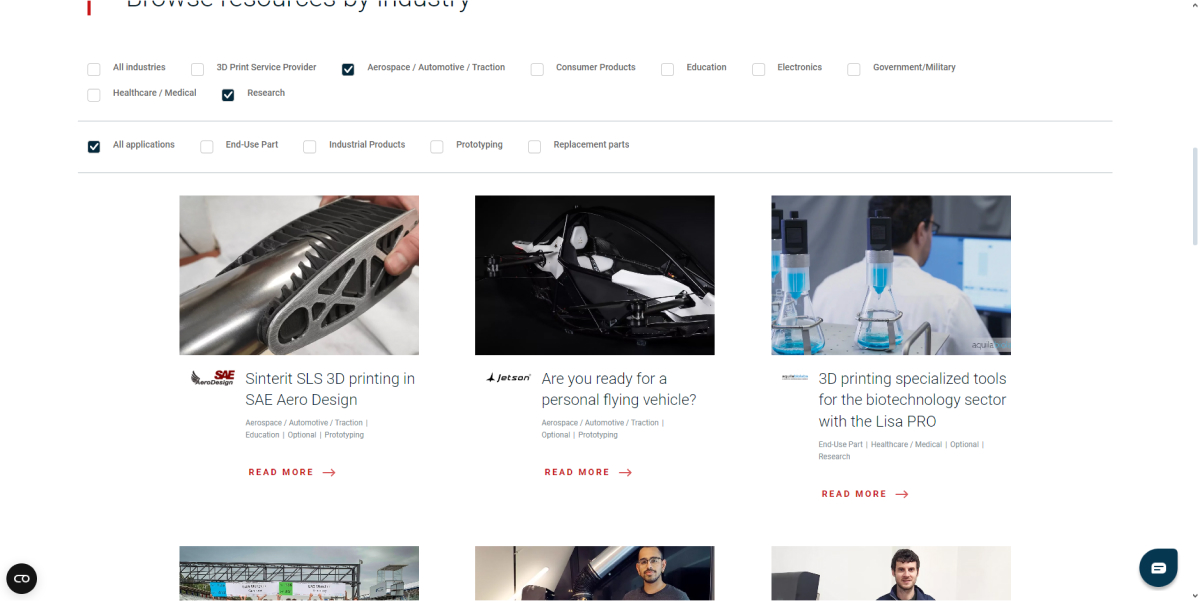 Browse resources by industry
All industries
3D Print Service Provider
Aerospace / Automotive / Traction
Consumer Products
Education
Electronics
Government/Military
Healthcare / Medical
Research
All applications
End-Use Part
Industrial Products
Prototyping
Replacement parts
SAE
AeroDesign
Sinterit SLS 3D printing in
SAE Aero Design
Aerospace / Automotive / Traction |
Education | Optional | Prototyping
READ MORE
Jetson
Are you ready for a
personal flying vehicle?
Aerospace / Automotive / Traction |
Optional | Prototyping
READ MORE
aquila
3D printing specialized tools
for the biotechnology sector
with the Lisa PRO
End-Use Part | Healthcare / Medical | Optional |
Research
READ MORE